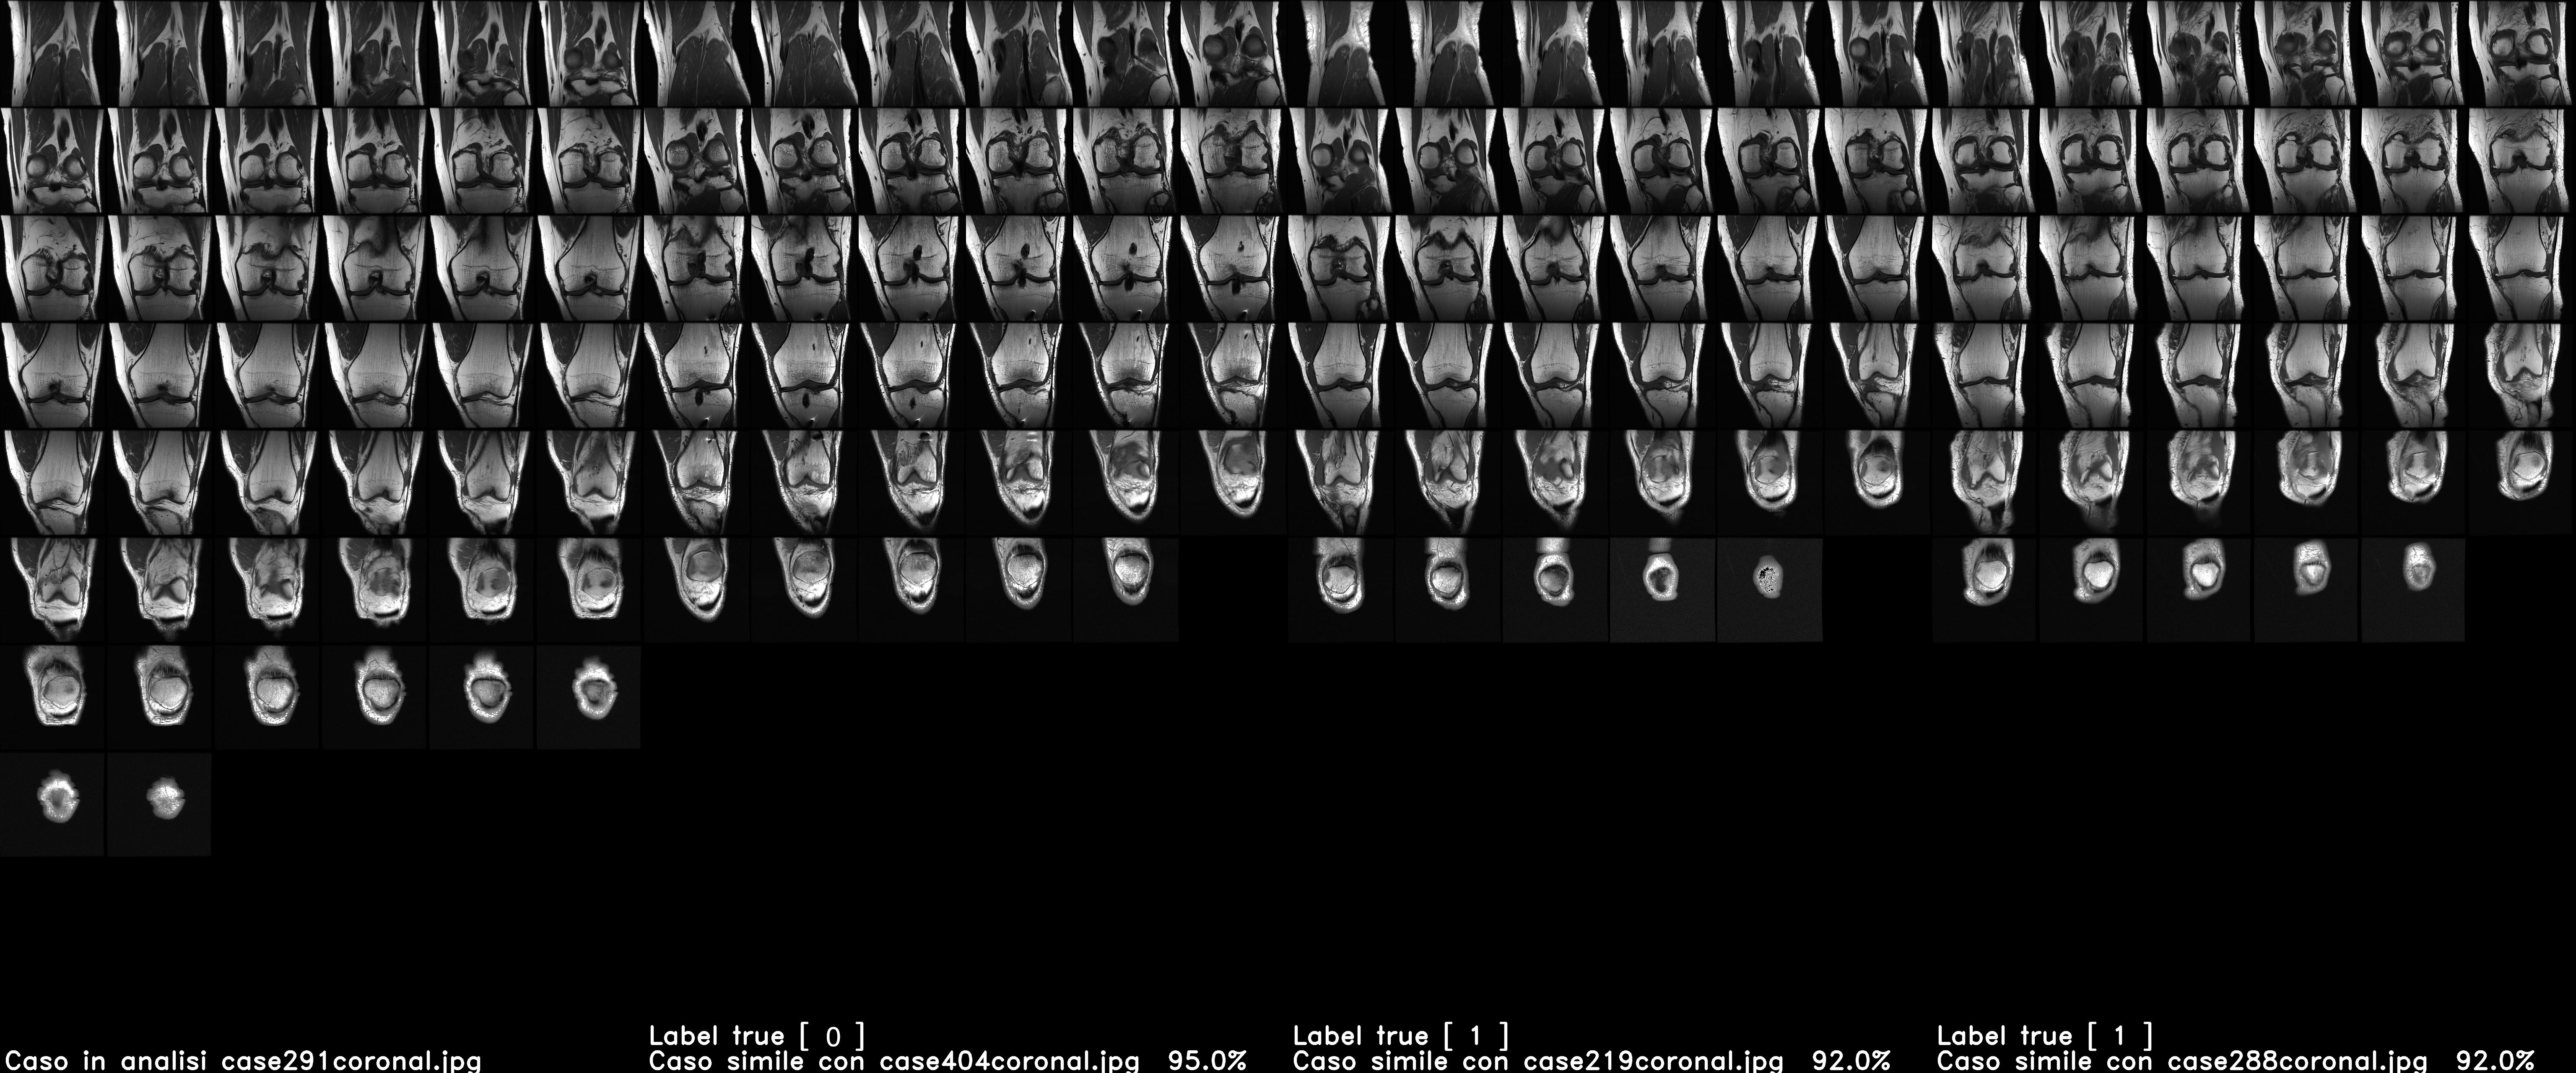 Caso in analisi case291coronal.jpg
Label true [ 0 ]
Caso simile con case404coronal.jpg 95.0%
Label true [ 1 ]
Caso simile con case219coronal.jpg 92.0%
Label true [ 1 ]
Caso simile con case288coronal.jpg 92.0%